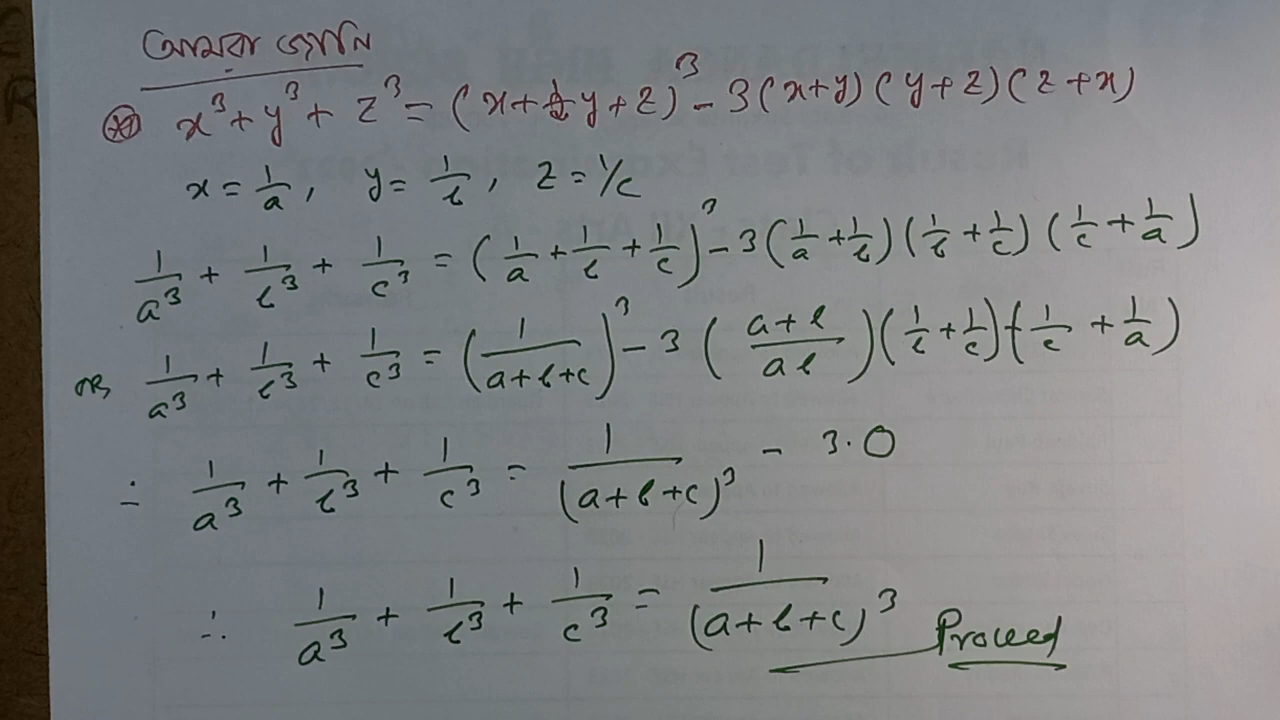 আমরা জানি
⊛ x³ + y³ + z³ = (x + y + z)³ - 3(x+y)(y+z)(z+x)
x = 1/a, y = 1/b, z = 1/c
1/a³ + 1/b³ + 1/c³ = (1/a + 1/b + 1/c)³ - 3(1/a + 1/b)(1/b + 1/c)(1/c + 1/a)
or, 1/a³ + 1/b³ + 1/c³ = (1/(a+b+c))³ - 3((a+b)/ab)(1/b + 1/c)(1/c + 1/a)
∴ 1/a³ + 1/b³ + 1/c³ = 1/(a+b+c)³ - 3.0
∴ 1/a³ + 1/b³ + 1/c³ = 1/(a+b+c)³ Proved